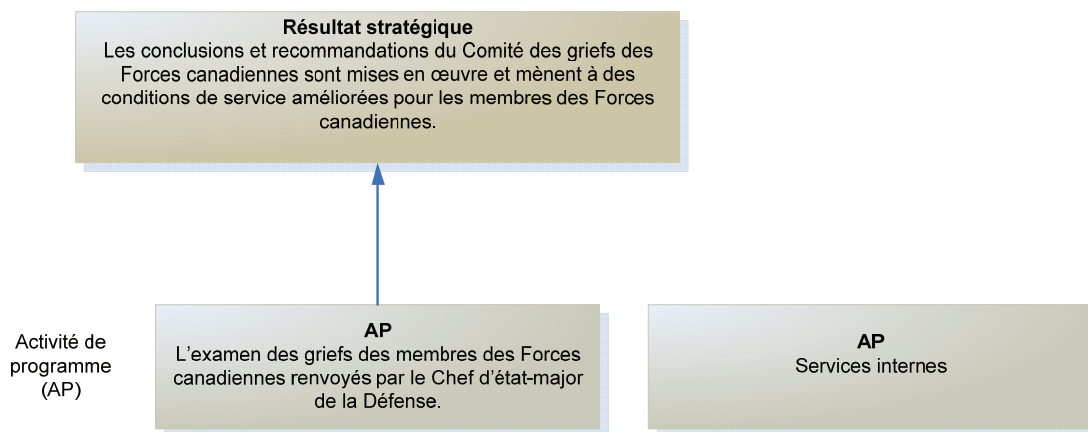 Résultat stratégique
Les conclusions et recommandations du Comité des griefs des
Forces canadiennes sont mises en œuvre et mènent à des
conditions de service améliorées pour les membres des Forces
canadiennes.
Activité de
programme
(AP)
AP
L'examen des griefs des membres des Forces
canadiennes renvoyés par le Chef d'état-major
de la Défense.
AP
Services internes